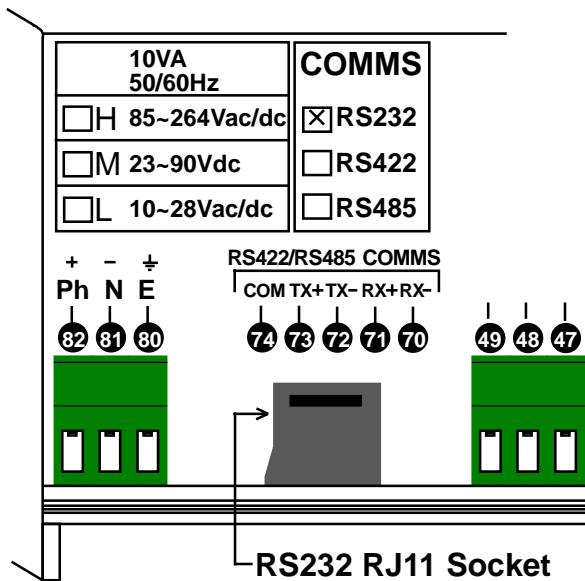 10VA
50/60Hz
H 85~264Vac/dc
M 23~90Vdc
L 10~28Vac/dc
COMMS
RS232
RS422
RS485
+ −
Ph N E
82 81 80
RS422/RS485 COMMS
COM TX+ TX− RX+ RX-
74 73 72 71 70
49 48 47
RS232 RJ11 Socket